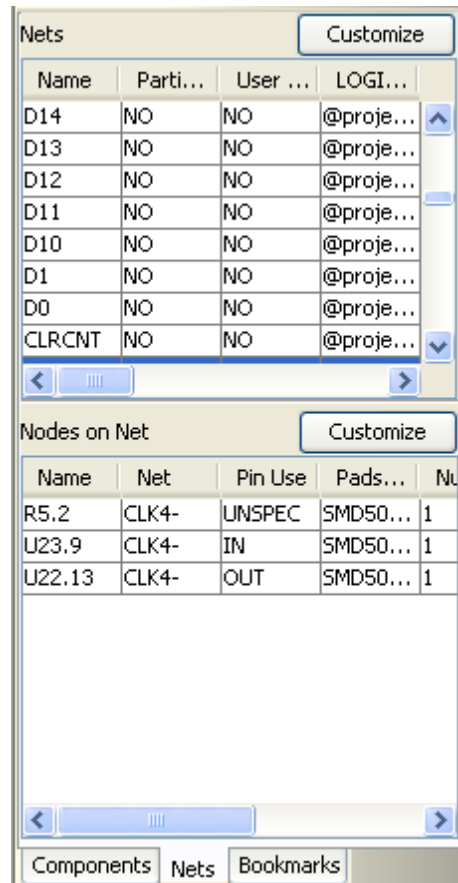 Nets Customize
Name Parti... User ... LOGI...
D14 NO NO @proje...
D13 NO NO @proje...
D12 NO NO @proje...
D11 NO NO @proje...
D10 NO NO @proje...
D1 NO NO @proje...
D0 NO NO @proje...
CLRCNT NO NO @proje...
Nodes on Net Customize
Name Net Pin Use Pads... Nu
R5.2 CLK4- UNSPEC SMD50... 1
U23.9 CLK4- IN SMD50... 1
U22.13 CLK4- OUT SMD50... 1
Components Nets Bookmarks